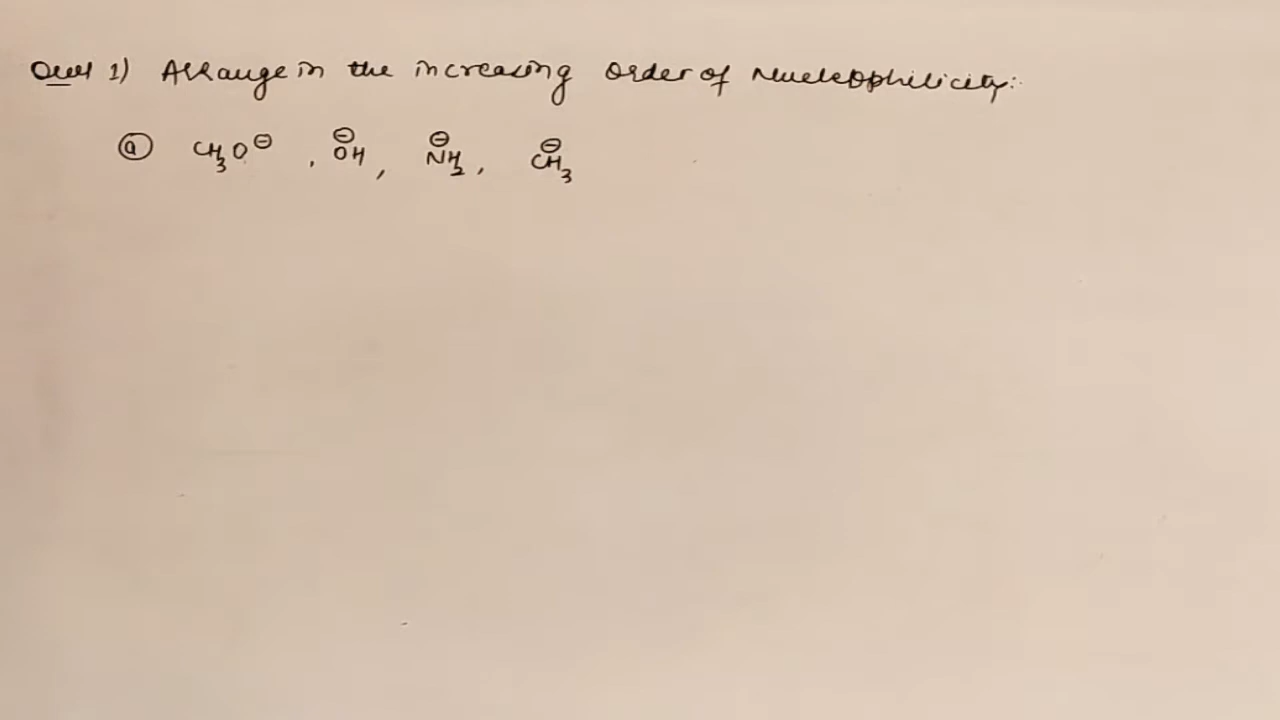 Ques 1) Arrange in the increasing order of Nucleophilicity:
(a) CH₃O⊖, ⊖OH, ⊖NH₂, ⊖CH₃